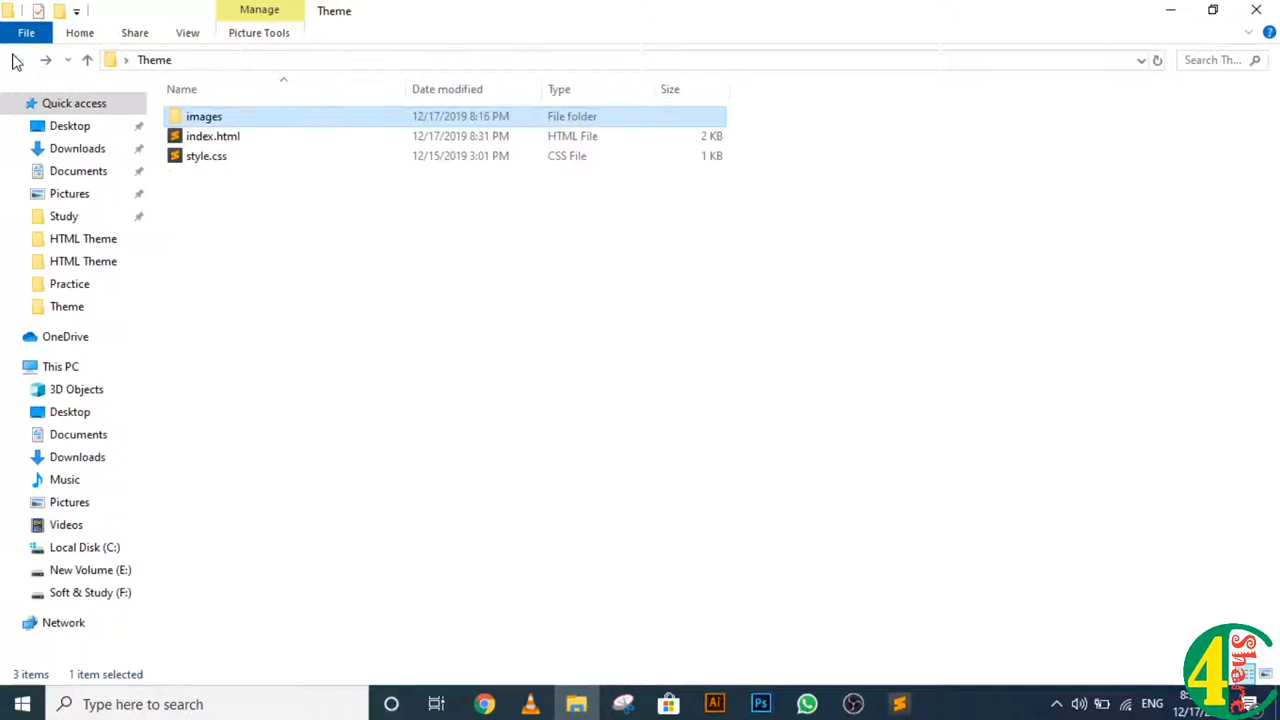 Manage
Theme
File
Home
Share
View
Picture Tools
Theme
Search Th...
Name
Date modified
Type
Size
Quick access
Desktop
Downloads
Documents
Pictures
Study
HTML Theme
HTML Theme
Practice
Theme
OneDrive
This PC
3D Objects
Desktop
Documents
Downloads
Music
Pictures
Videos
Local Disk (C:)
New Volume (E:)
Soft & Study (F:)
Network
images 12/17/2019 8:16 PM File folder
index.html 12/17/2019 8:31 PM HTML File 2 KB
style.css 12/15/2019 3:01 PM CSS File 1 KB
3 items
1 item selected
4
Share
Type here to search
Ai
Ps
ENG